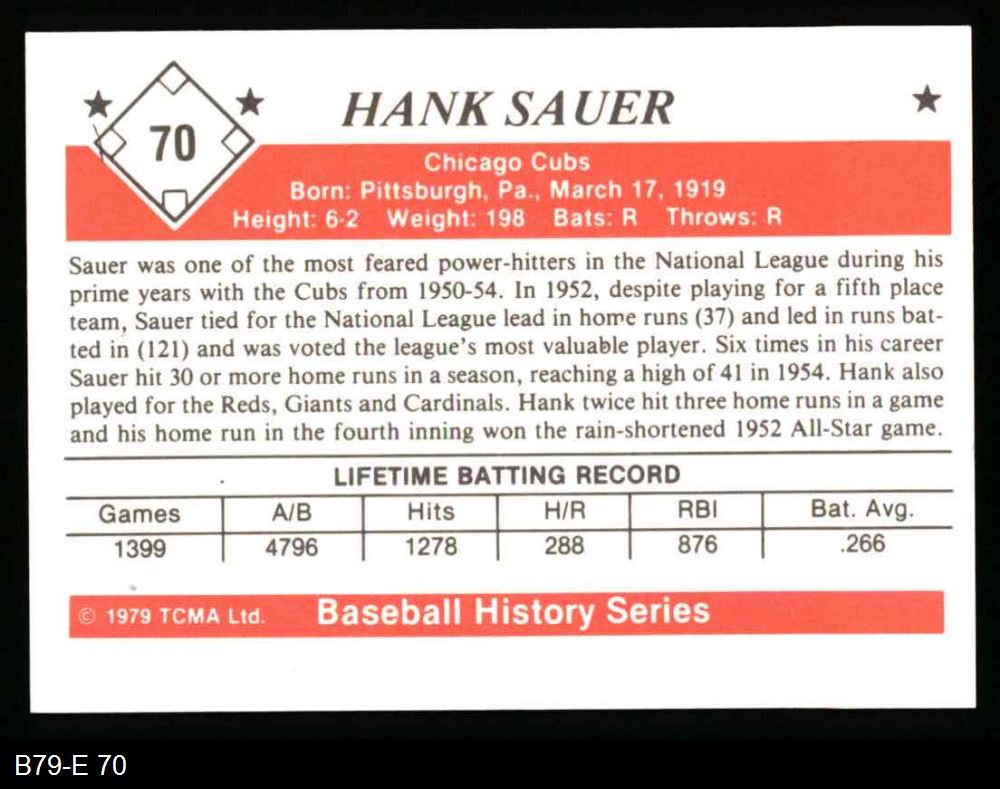 70
HANK SAUER
Chicago Cubs
Born: Pittsburgh, Pa., March 17, 1919
Height: 6-2 Weight: 198 Bats: R Throws: R
Sauer was one of the most feared power-hitters in the National League during his
prime years with the Cubs from 1950-54. In 1952, despite playing for a fifth place
team, Sauer tied for the National League lead in home runs (37) and led in runs bat-
ted in (121) and was voted the league's most valuable player. Six times in his career
Sauer hit 30 or more home runs in a season, reaching a high of 41 in 1954. Hank also
played for the Reds, Giants and Cardinals. Hank twice hit three home runs in a game
and his home run in the fourth inning won the rain-shortened 1952 All-Star game.
LIFETIME BATTING RECORD
Games A/B Hits H/R RBI Bat. Avg.
1399 4796 1278 288 876 .266
© 1979 TCMA Ltd. Baseball History Series
B79-E 70